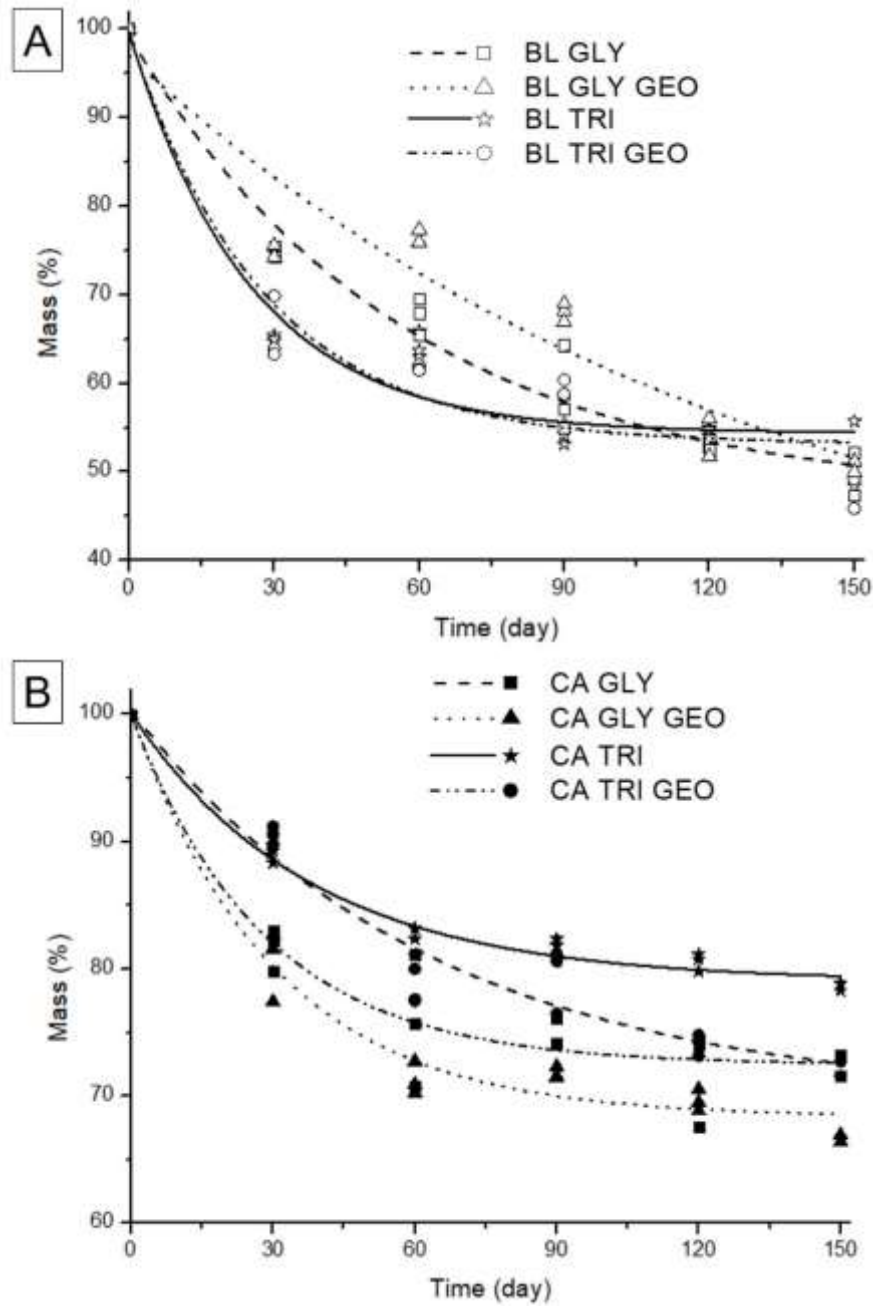 A
BL GLY
BL GLY GEO
BL TRI
BL TRI GEO
Mass (%)
100
90
80
70
60
50
40
0 30 60 90 120 150
Time (day)
B
CA GLY
CA GLY GEO
CA TRI
CA TRI GEO
Mass (%)
100
90
80
70
60
0 30 60 90 120 150
Time (day)